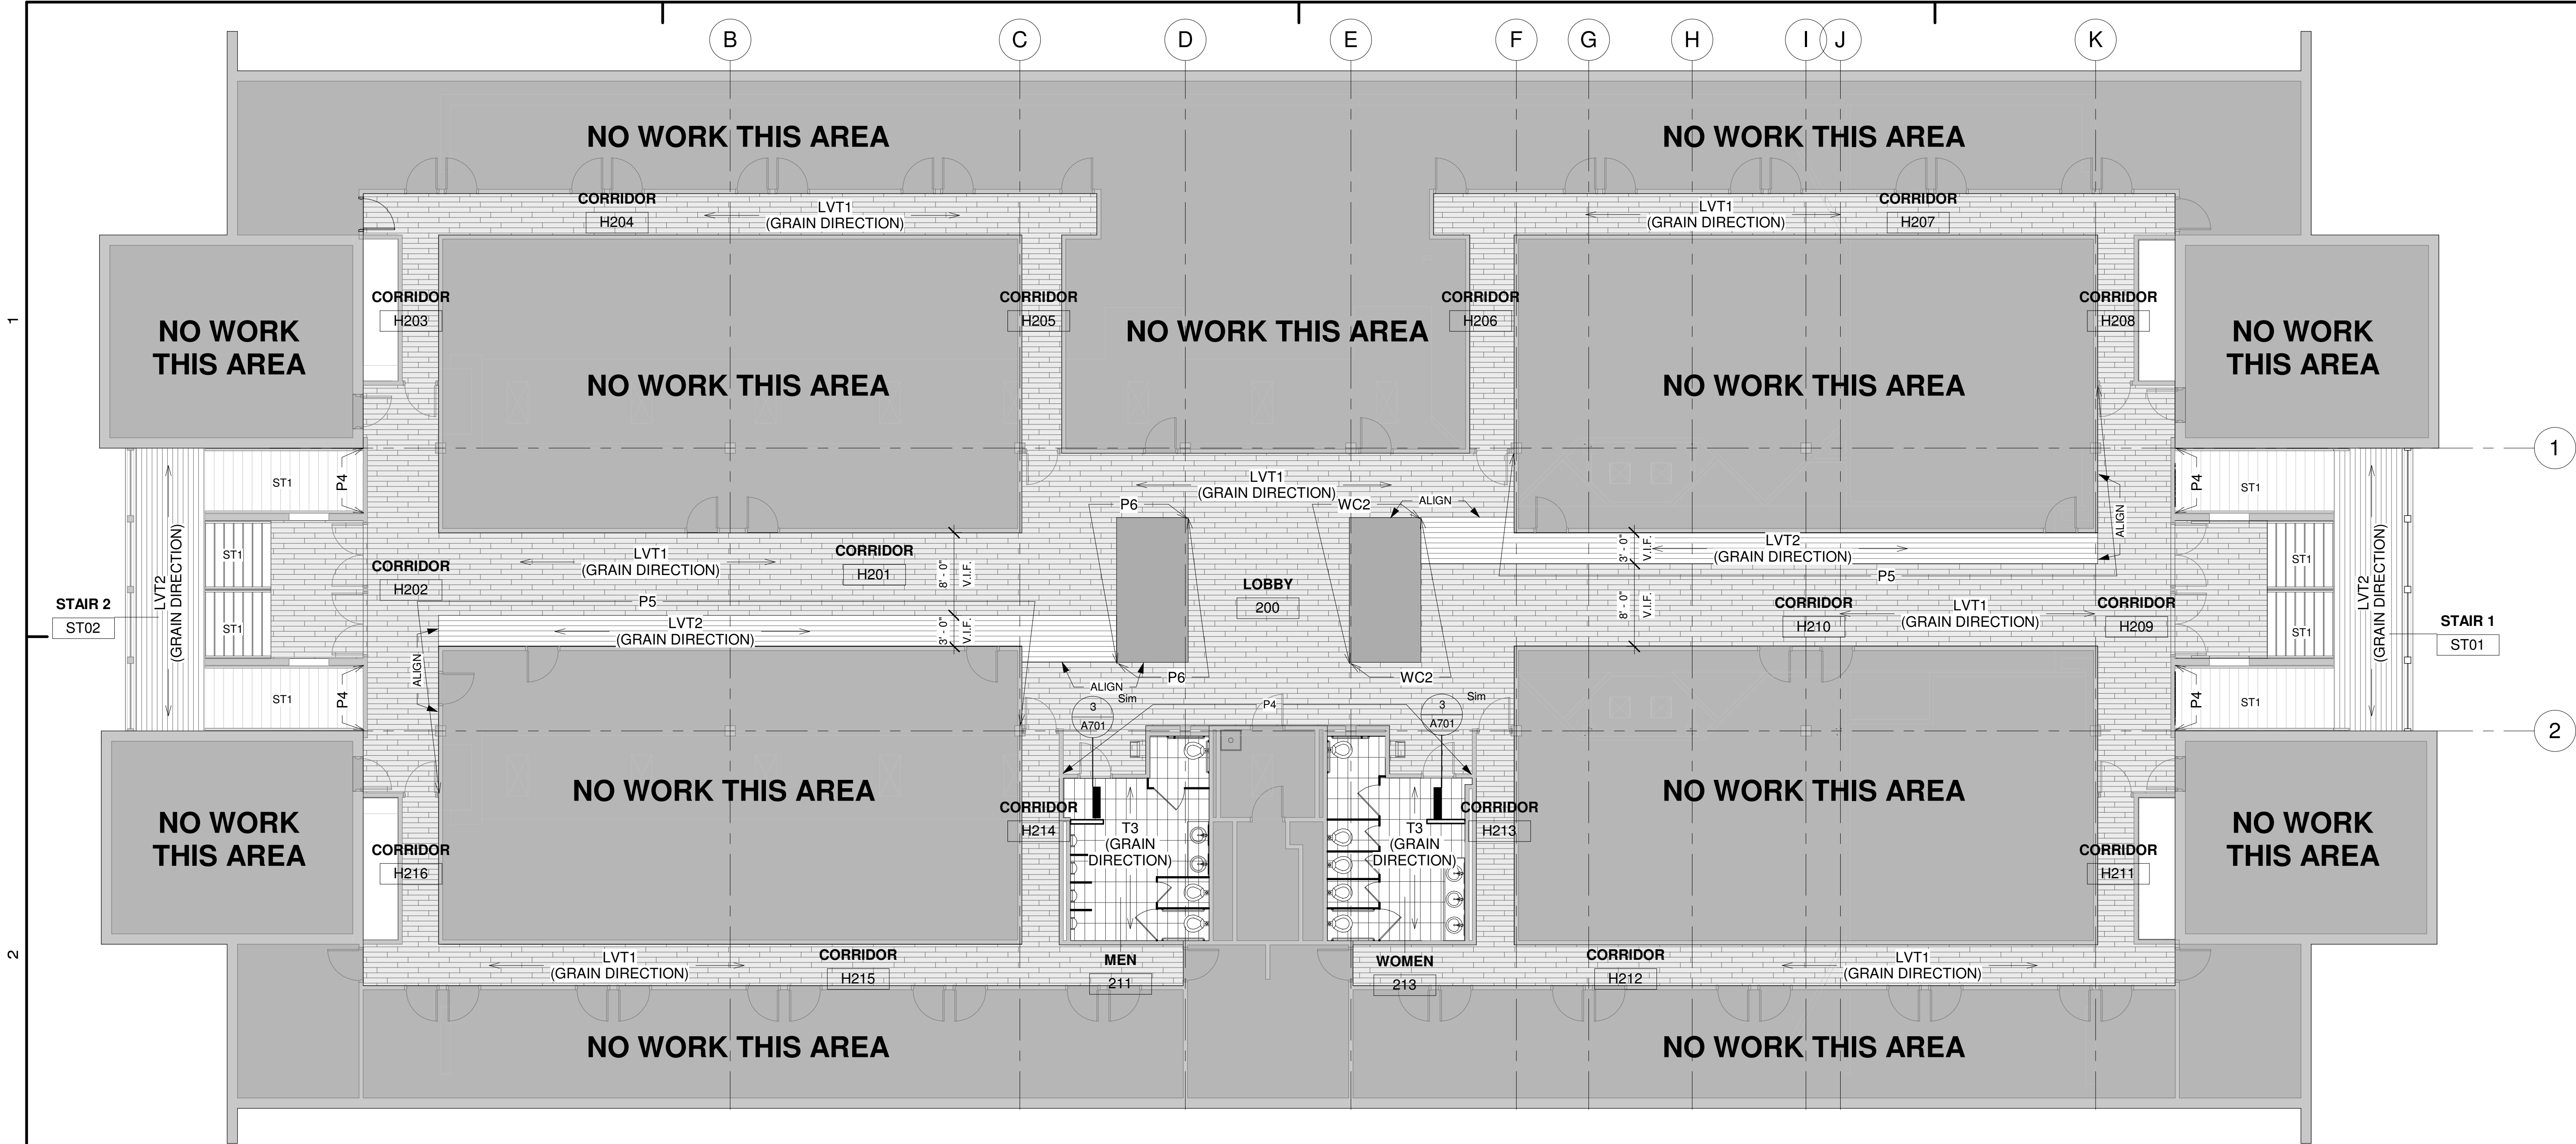 B
C
D
E
F
G
H
I
J
K
NO WORK THIS AREA
NO WORK THIS AREA
CORRIDOR
H204
LVT1
(GRAIN DIRECTION)
LVT1
(GRAIN DIRECTION)
CORRIDOR
H207
1
NO WORK
THIS AREA
CORRIDOR
H203
NO WORK THIS AREA
CORRIDOR
H205
NO WORK THIS AREA
CORRIDOR
H206
NO WORK THIS AREA
CORRIDOR
H208
NO WORK
THIS AREA
1
ST1
P4
LVT1
(GRAIN DIRECTION)
P6
WC2
ALIGN
P4
ST1
ALIGN
LVT2
(GRAIN DIRECTION)
ST1
ST1
CORRIDOR
H202
LVT1
(GRAIN DIRECTION)
CORRIDOR
H201
8' - 0"
V.I.F.
P5
LVT2
(GRAIN DIRECTION)
3' - 0"
V.I.F.
LOBBY
200
3' - 0"
V.I.F.
LVT2
(GRAIN DIRECTION)
P5
8' - 0"
V.I.F.
CORRIDOR
H210
LVT1
(GRAIN DIRECTION)
CORRIDOR
H209
ST1
ST1
LVT2
(GRAIN DIRECTION)
STAIR 2
ST02
STAIR 1
ST01
ALIGN
ST1
P4
ALIGN
P6
WC2
3
A701
Sim
P4
3
A701
Sim
P4
ST1
2
NO WORK
THIS AREA
CORRIDOR
H216
NO WORK THIS AREA
CORRIDOR
H214
T3
(GRAIN
DIRECTION)
T3
(GRAIN
DIRECTION)
CORRIDOR
H213
NO WORK THIS AREA
CORRIDOR
H211
NO WORK
THIS AREA
2
LVT1
(GRAIN DIRECTION)
CORRIDOR
H215
MEN
211
WOMEN
213
CORRIDOR
H212
LVT1
(GRAIN DIRECTION)
NO WORK THIS AREA
NO WORK THIS AREA